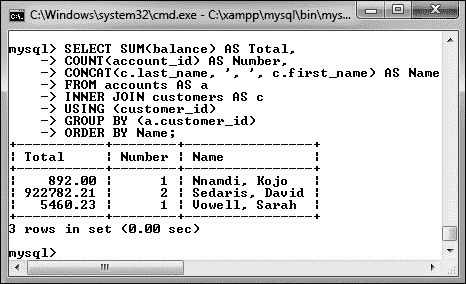 C:\Windows\system32\cmd.exe - C:\xampp\mysql\bin\mys...
mysql> SELECT SUM(balance) AS Total,
    -> COUNT(account_id) AS Number,
    -> CONCAT(c.last_name, ', ', c.first_name) AS Name
    -> FROM accounts AS a
    -> INNER JOIN customers AS c
    -> USING (customer_id)
    -> GROUP BY (a.customer_id)
    -> ORDER BY Name;
+-----------+--------+----------------+
| Total     | Number | Name           |
+-----------+--------+----------------+
|    892.00 |      1 | Nnamdi, Kojo   |
| 922782.21 |      2 | Sedaris, David |
|   5460.23 |      1 | Vowell, Sarah  |
+-----------+--------+----------------+
3 rows in set (0.00 sec)
mysql>